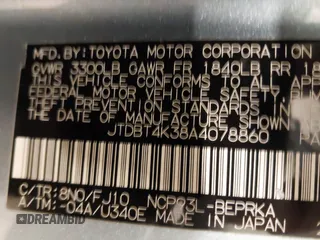 MFD. BY: TOYOTA MOTOR CORPORATION
GVWR 3300LB GAWR FR 1840LB RR
THIS VEHICLE CONFORMS TO ALL
FEDERAL MOTOR VEHICLE SAFETY
THEFT PREVENTION STANDARDS
THE DATE OF MANUFACTURE
JTDBT4K38A4078860
C/TR: 8N0/FJ10 NCP93L-BEPRKA
A/TM: -04A/U340E MADE IN JAPAN
DREAMBID